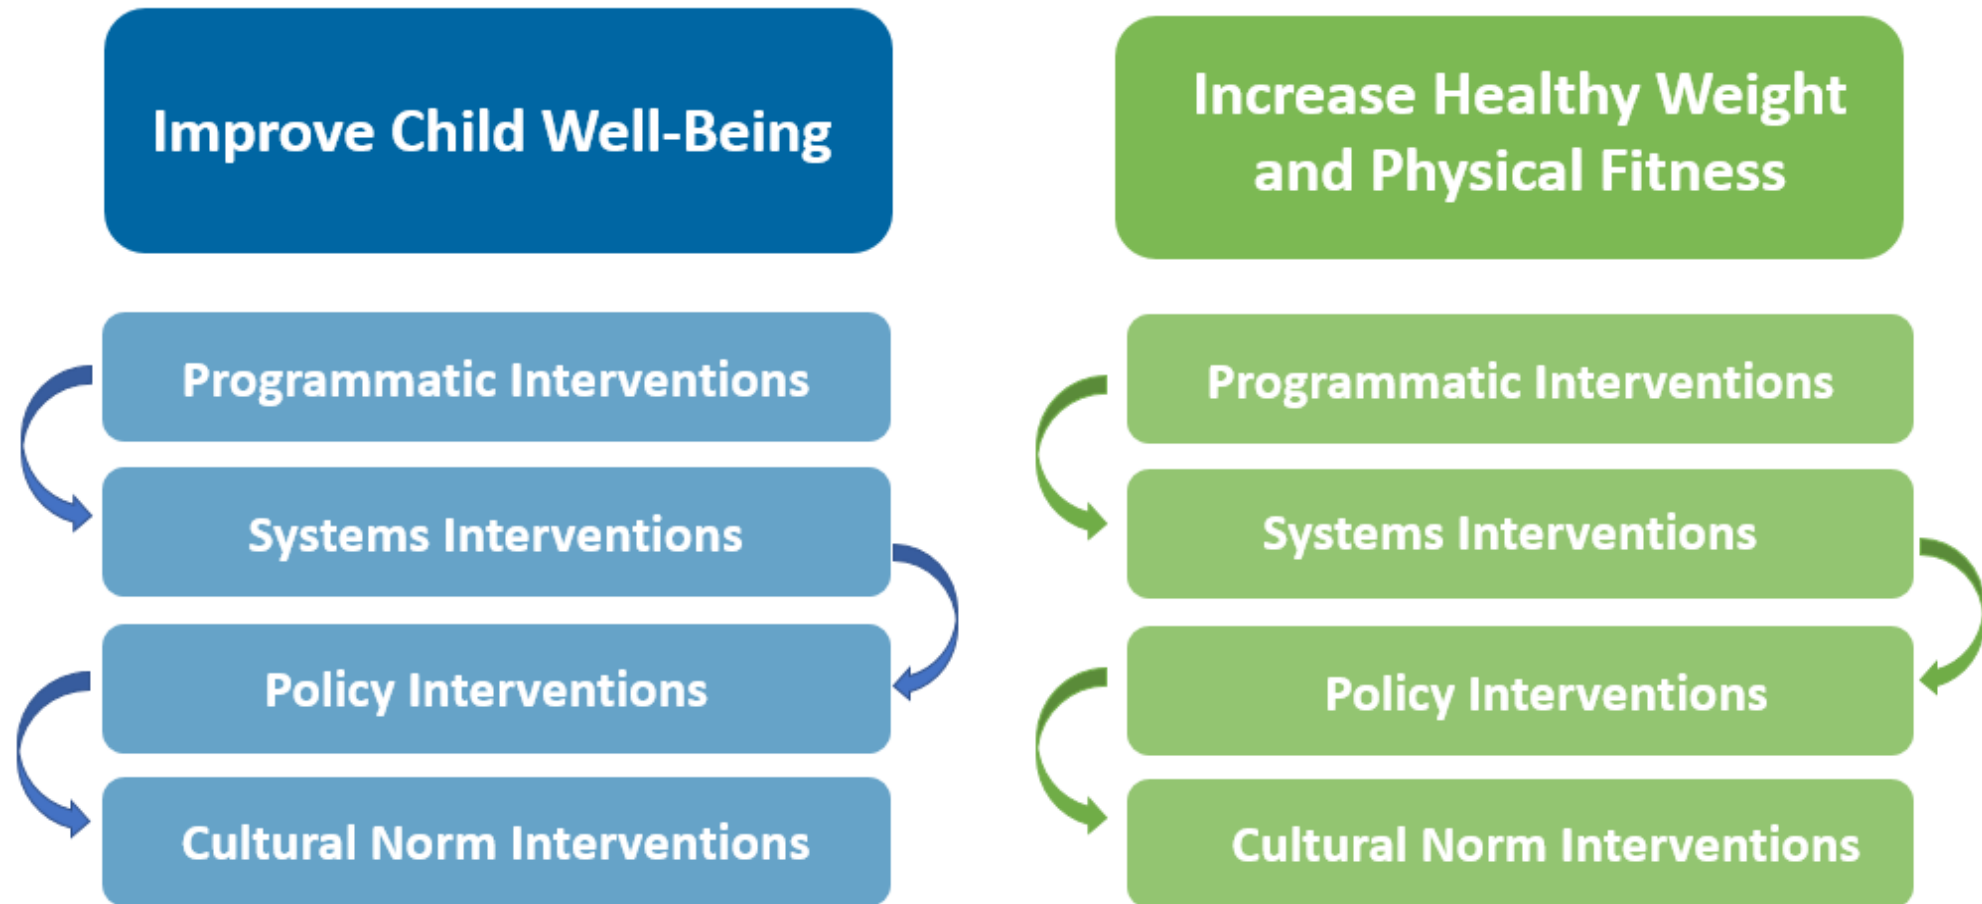 Improve Child Well-Being
Programmatic Interventions
Systems Interventions
Policy Interventions
Cultural Norm Interventions
Increase Healthy Weight
and Physical Fitness
Programmatic Interventions
Systems Interventions
Policy Interventions
Cultural Norm Interventions